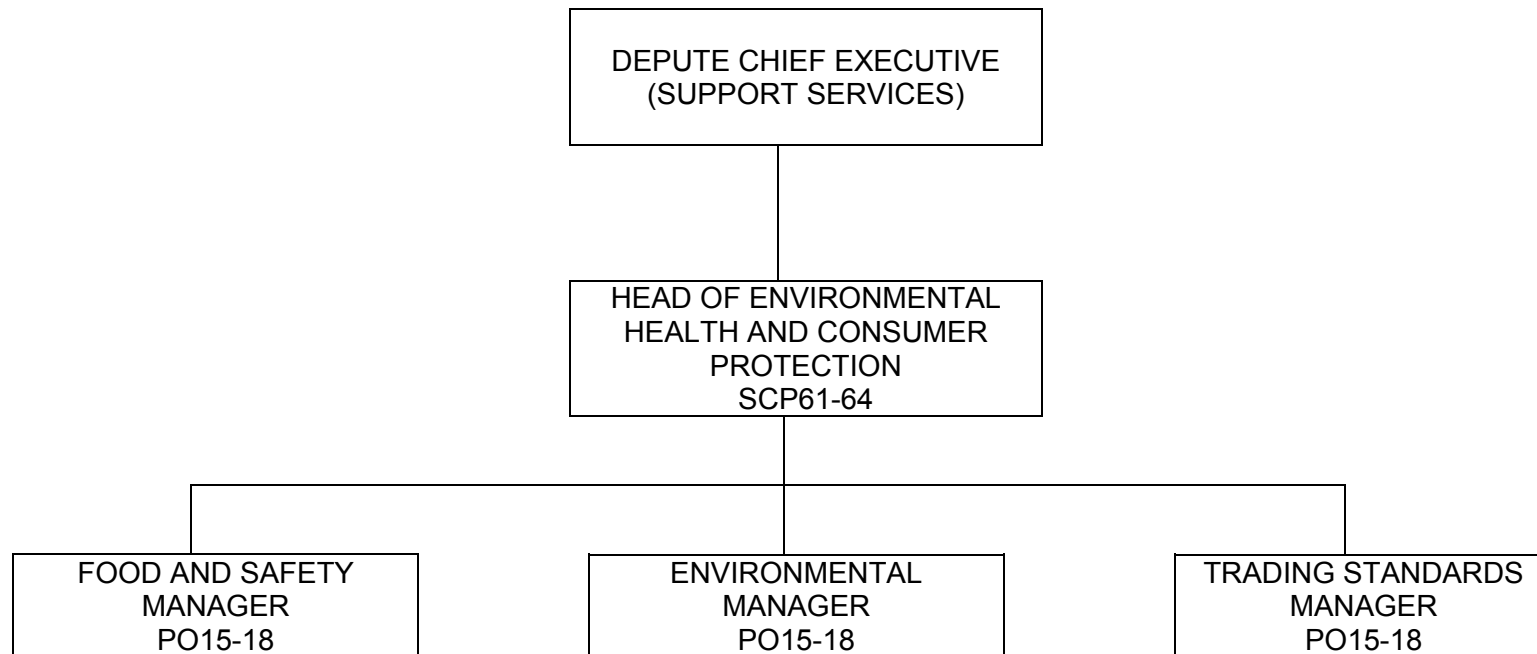 DEPUTE CHIEF EXECUTIVE
(SUPPORT SERVICES)
HEAD OF ENVIRONMENTAL
HEALTH AND CONSUMER
PROTECTION
SCP61-64
FOOD AND SAFETY
MANAGER
PO15-18
ENVIRONMENTAL
MANAGER
PO15-18
TRADING STANDARDS
MANAGER
PO15-18